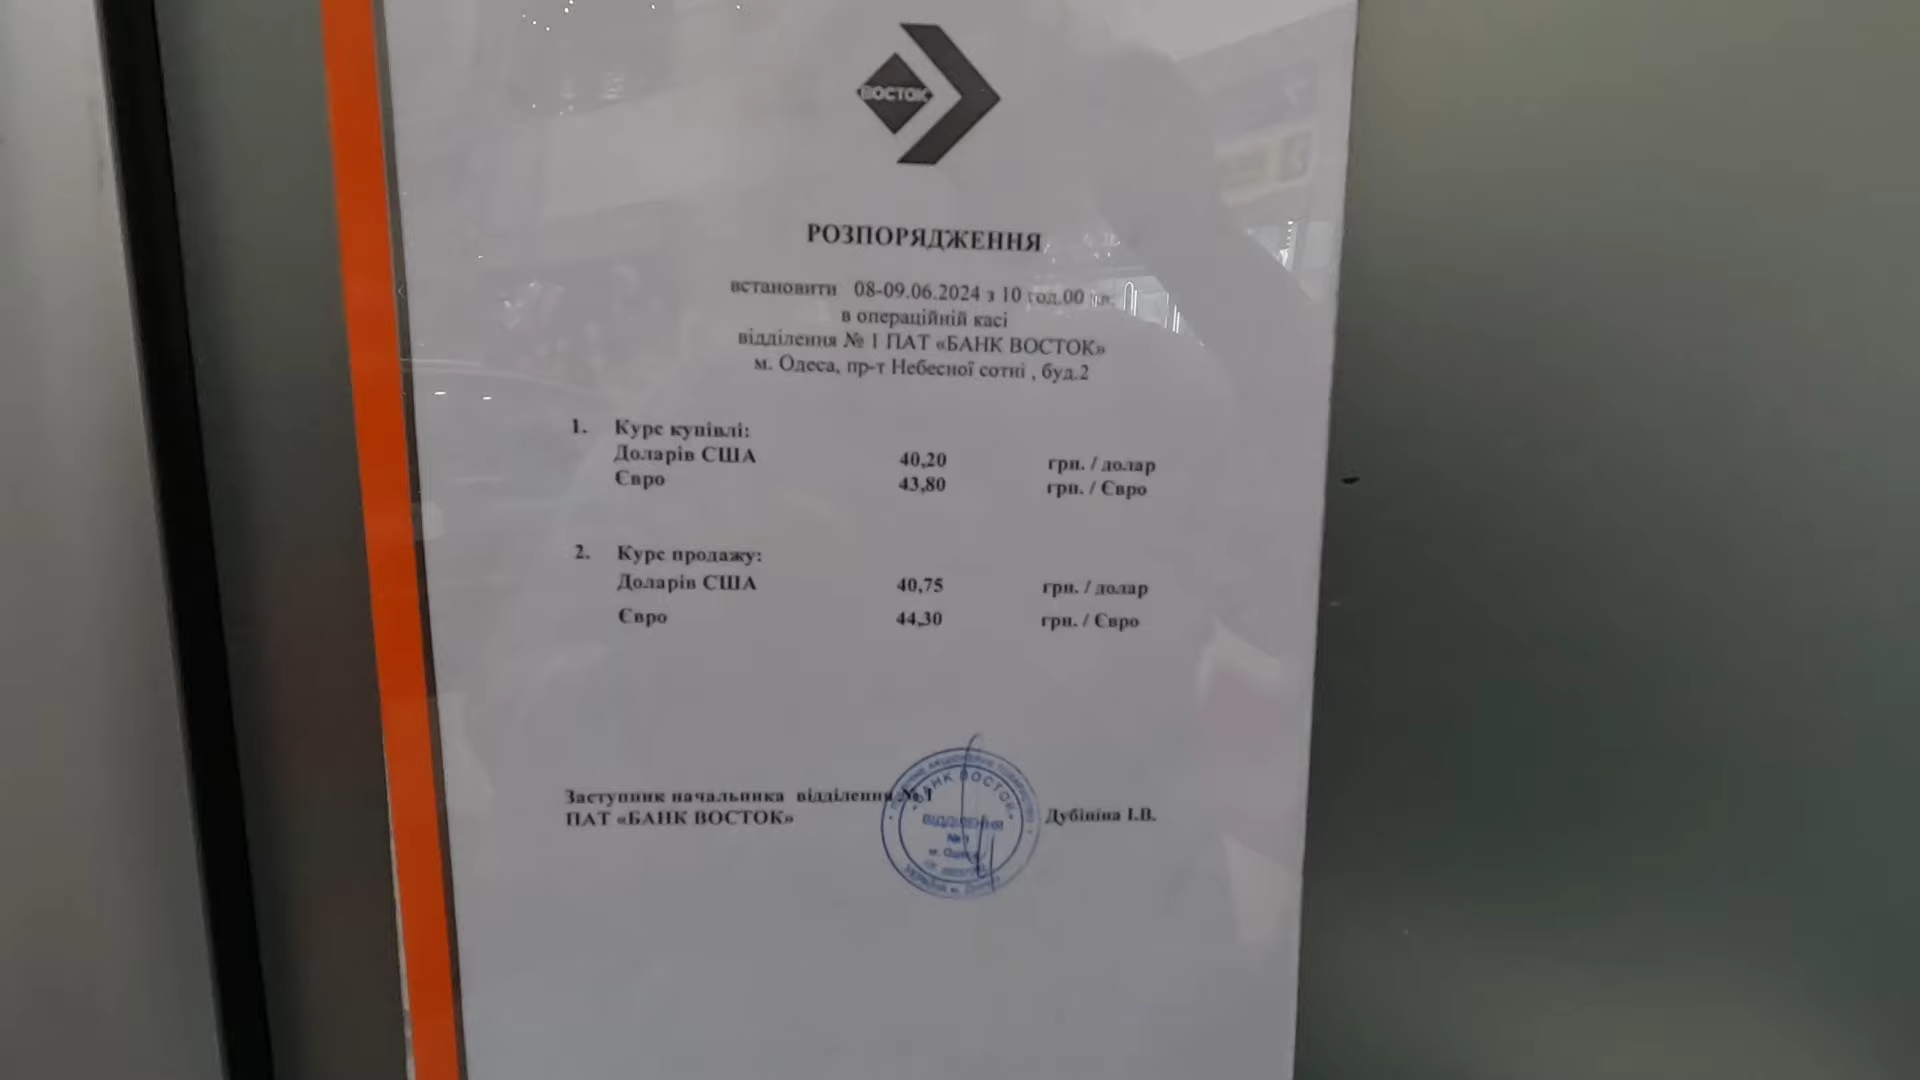 ВОСТОК
РОЗПОРЯДЖЕННЯ
встановити 08-09.06.2024 з 10 год.00
в операційній касі
відділення № 1 ПАТ «БАНК ВОСТОК»
м. Одеса, пр-т Небесної сотні , буд.2
1. Курс купівлі:
Доларів США 40,20 грн. / долар
Євро 43,80 грн. / Євро
2. Курс продажу:
Доларів США 40,75 грн. / долар
Євро 44,30 грн. / Євро
Заступник начальника відділення № 1
ПАТ «БАНК ВОСТОК» Дубініна І.В.
БАНК ВОСТОК
ВІДДІЛЕННЯ